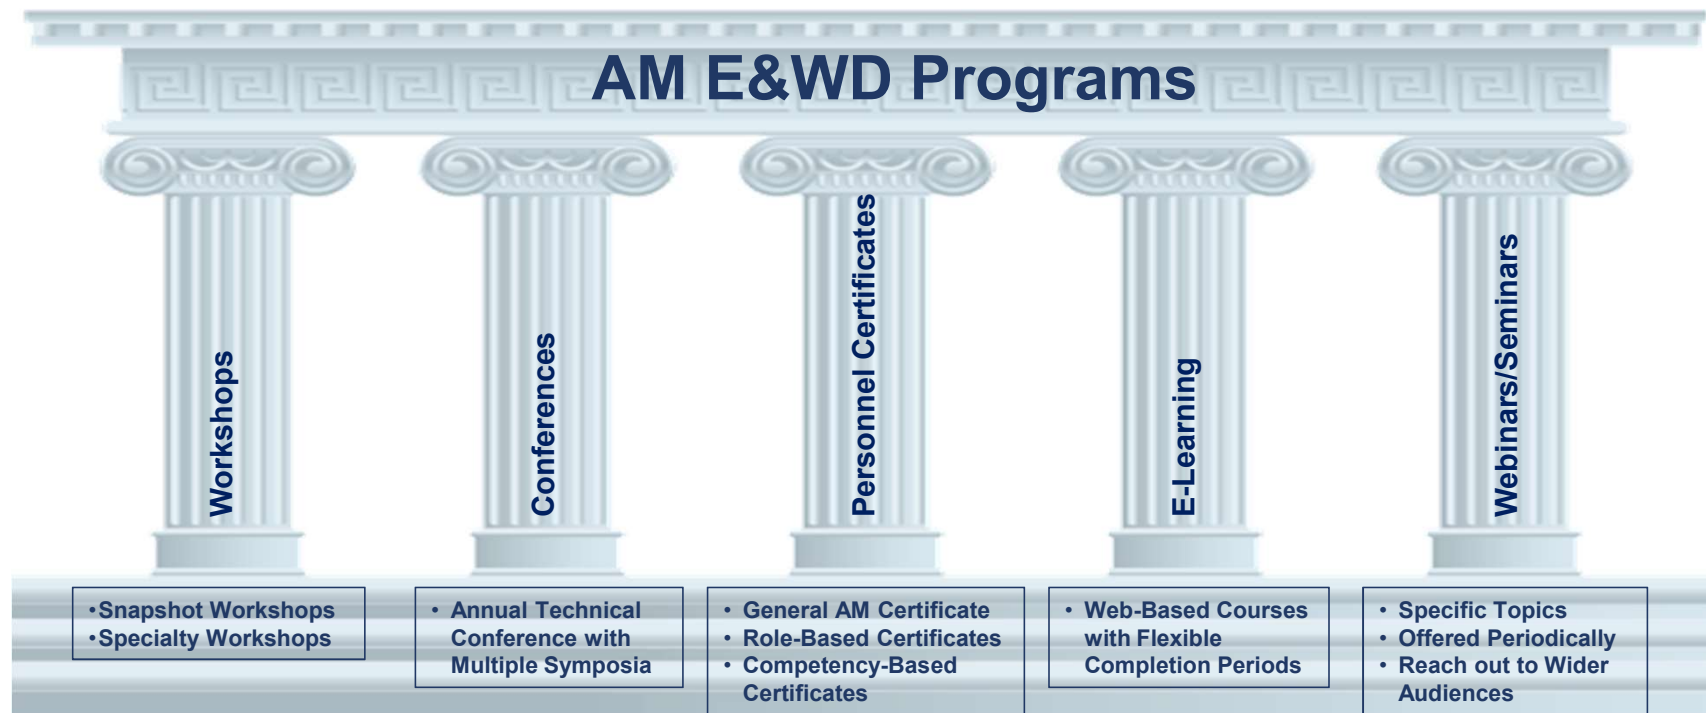 AM E&WD Programs
Workshops
Conferences
Personnel Certificates
E-Learning
Webinars/Seminars
•Snapshot Workshops
•Specialty Workshops
• Annual Technical
Conference with
Multiple Symposia
• General AM Certificate
• Role-Based Certificates
• Competency-Based
Certificates
• Web-Based Courses
with Flexible
Completion Periods
• Specific Topics
• Offered Periodically
• Reach out to Wider
Audiences